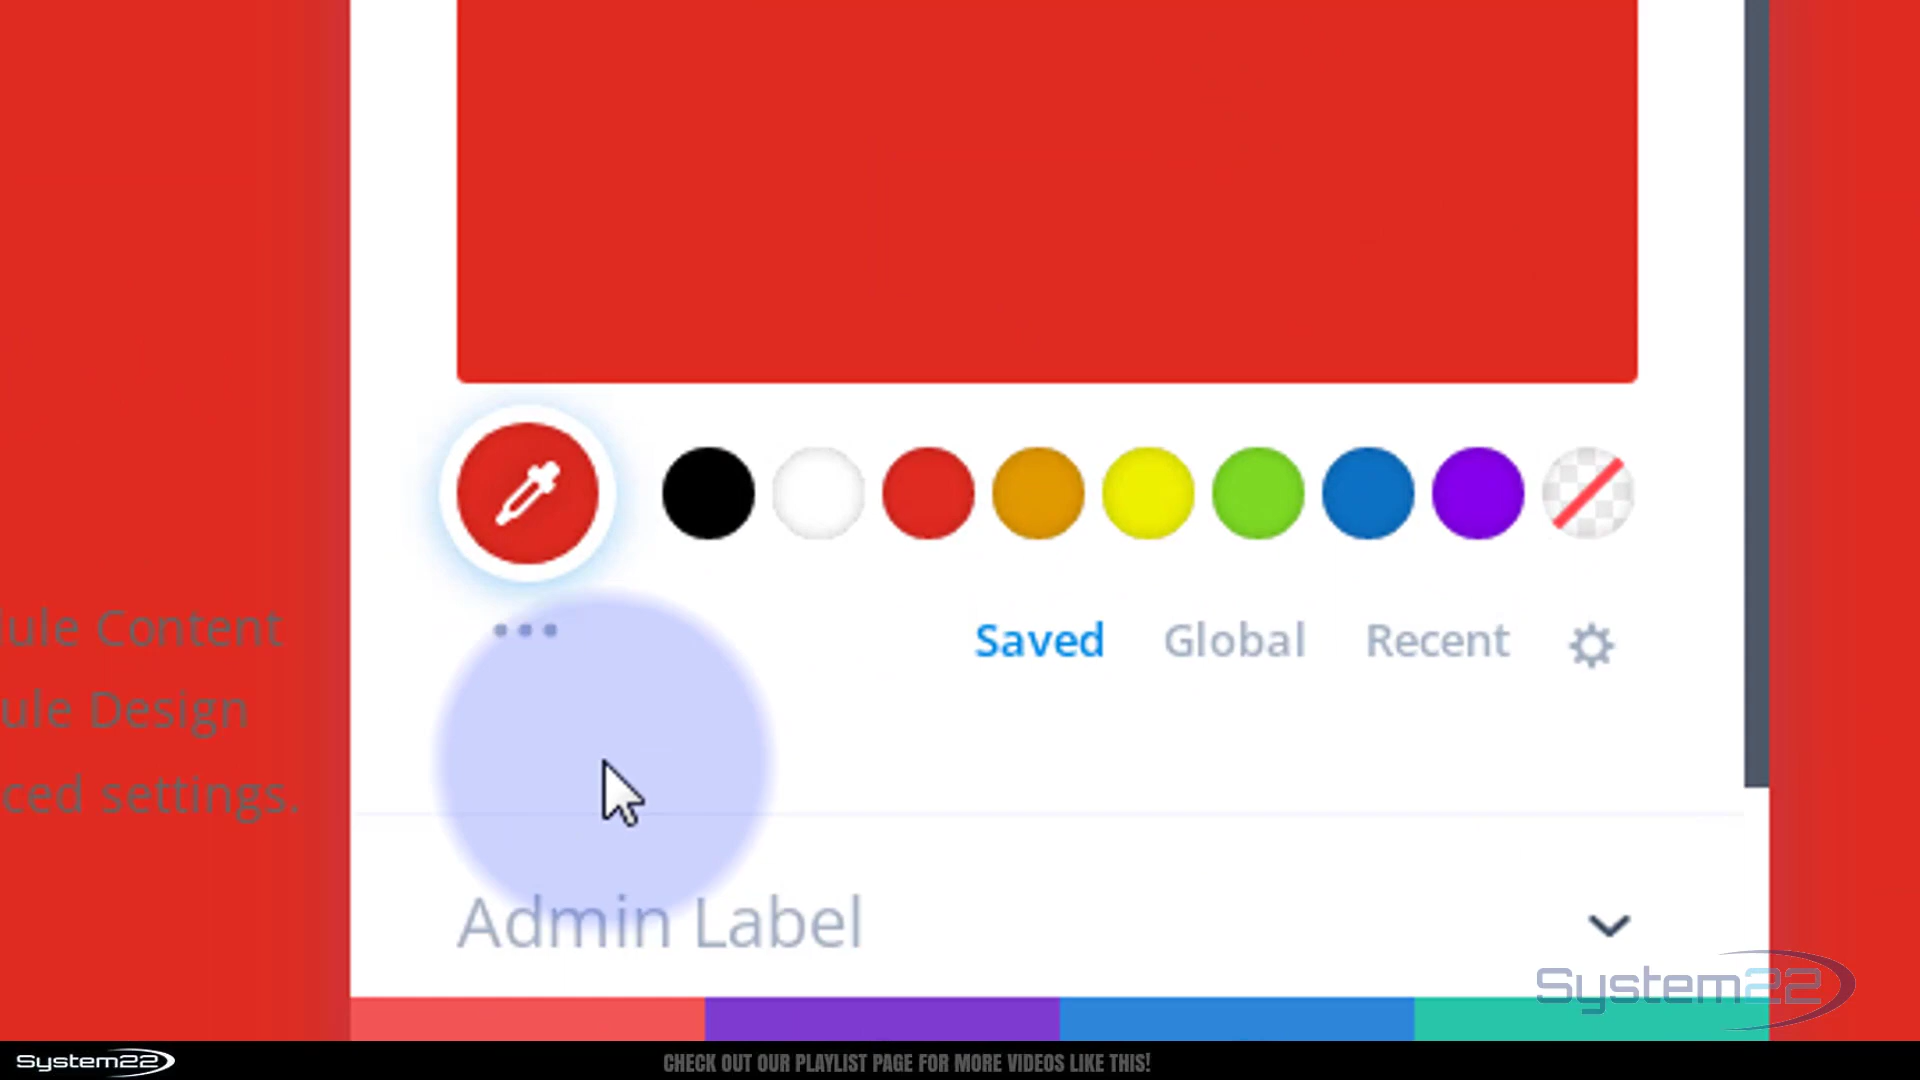 ule Content
ule Design
ced settings.
Saved Global Recent
Admin Label
System22
System22
CHECK OUT OUR PLAYLIST PAGE FOR MORE VIDEOS LIKE THIS!